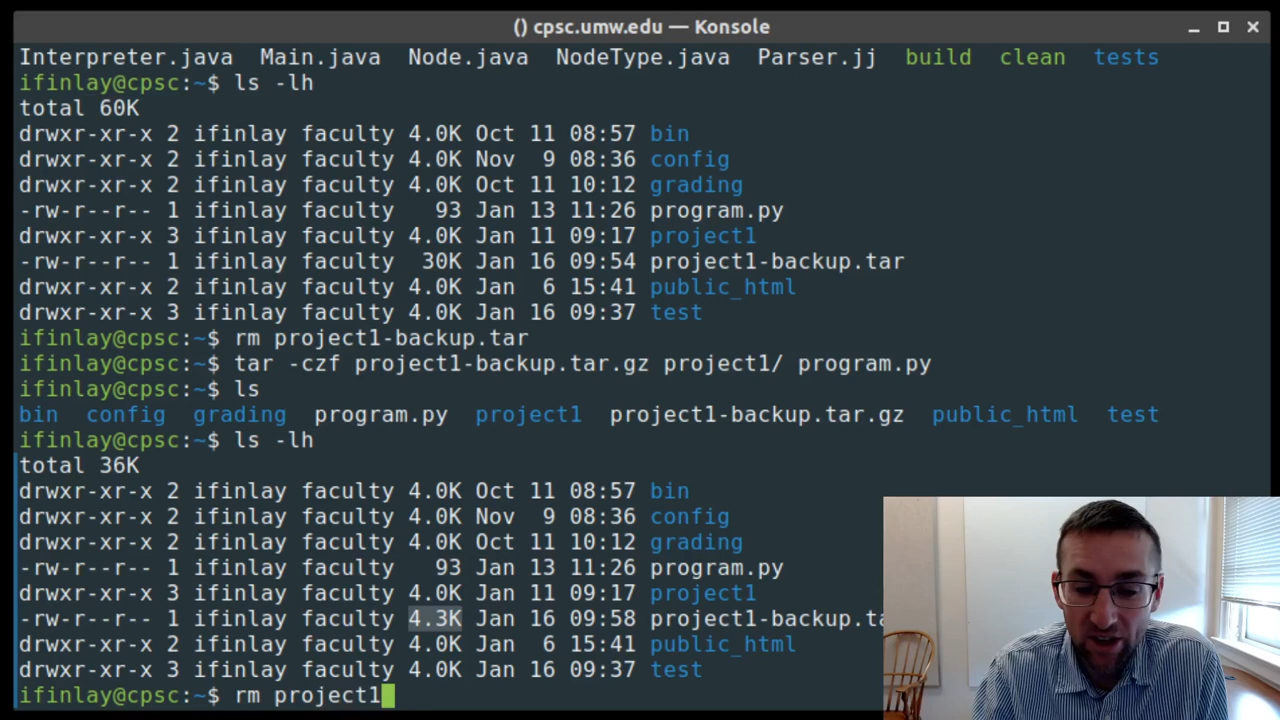 () cpsc.umw.edu — Konsole
Interpreter.java  Main.java  Node.java  NodeType.java  Parser.jj  build  clean  tests
ifinlay@cpsc:~$ ls -lh
total 60K
drwxr-xr-x 2 ifinlay faculty 4.0K Oct 11 08:57 bin
drwxr-xr-x 2 ifinlay faculty 4.0K Nov  9 08:36 config
drwxr-xr-x 2 ifinlay faculty 4.0K Oct 11 10:12 grading
-rw-r--r-- 1 ifinlay faculty   93 Jan 13 11:26 program.py
drwxr-xr-x 3 ifinlay faculty 4.0K Jan 11 09:17 project1
-rw-r--r-- 1 ifinlay faculty  30K Jan 16 09:54 project1-backup.tar
drwxr-xr-x 2 ifinlay faculty 4.0K Jan  6 15:41 public_html
drwxr-xr-x 3 ifinlay faculty 4.0K Jan 16 09:37 test
ifinlay@cpsc:~$ rm project1-backup.tar
ifinlay@cpsc:~$ tar -czf project1-backup.tar.gz project1/ program.py
ifinlay@cpsc:~$ ls
bin  config  grading  program.py  project1  project1-backup.tar.gz  public_html  test
ifinlay@cpsc:~$ ls -lh
total 36K
drwxr-xr-x 2 ifinlay faculty 4.0K Oct 11 08:57 bin
drwxr-xr-x 2 ifinlay faculty 4.0K Nov  9 08:36 config
drwxr-xr-x 2 ifinlay faculty 4.0K Oct 11 10:12 grading
-rw-r--r-- 1 ifinlay faculty   93 Jan 13 11:26 program.py
drwxr-xr-x 3 ifinlay faculty 4.0K Jan 11 09:17 project1
-rw-r--r-- 1 ifinlay faculty 4.3K Jan 16 09:58 project1-backup.ta
drwxr-xr-x 2 ifinlay faculty 4.0K Jan  6 15:41 public_html
drwxr-xr-x 3 ifinlay faculty 4.0K Jan 16 09:37 test
ifinlay@cpsc:~$ rm project1